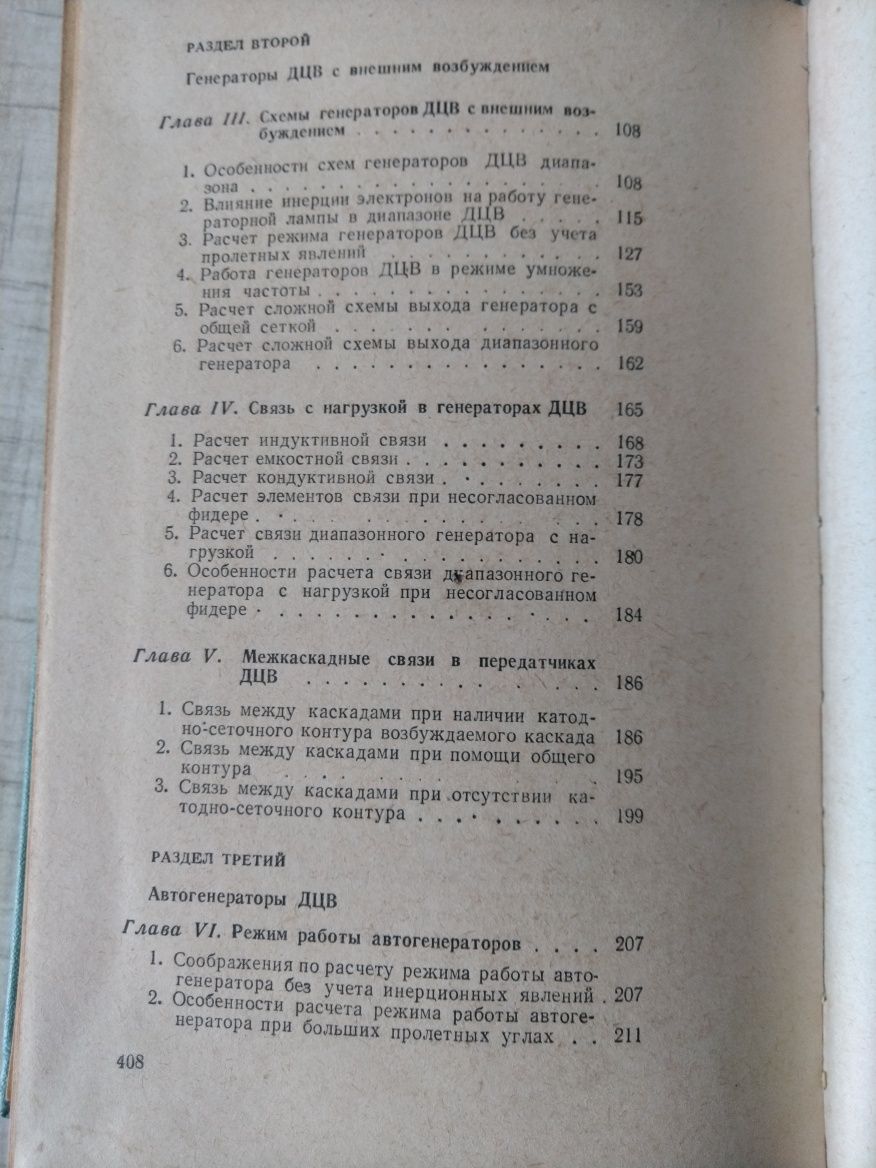 РАЗДЕЛ ВТОРОЙ
Генераторы ДЦВ с внешним возбуждением
Глава III. Схемы генераторов ДЦВ с внешним воз-
буждением . . . . . . . . . . . . . 108
1. Особенности схем генераторов ДЦВ диапа-
зона . . . . . . . . . . . . . . . . 108
2. Влияние инерции электронов на работу гене-
раторной лампы в диапазоне ДЦВ . . . . . 115
3. Расчет режима генераторов ДЦВ без учета
пролетных явлений . . . . . . . . . . . 127
4. Работа генераторов ДЦВ в режиме умноже-
ния частоты . . . . . . . . . . . . . . 153
5. Расчет сложной схемы выхода генератора с
общей сеткой . . . . . . . . . . . . . 159
6. Расчет сложной схемы выхода диапазонного
генератора . . . . . . . . . . . . . . . 162
Глава IV. Связь с нагрузкой в генераторах ДЦВ 165
1. Расчет индуктивной связи . . . . . . . . . 168
2. Расчет емкостной связи . . . . . . . . . . 173
3. Расчет кондуктивной связи . . . . . . . . 177
4. Расчет элементов связи при несогласованном
фидере . . . . . . . . . . . . . . . . . 178
5. Расчет связи диапазонного генератора с на-
грузкой . . . . . . . . . . . . . . . . . 180
6. Особенности расчета связи диапазонного ге-
нератора с нагрузкой при несогласованном
фидере . . . . . . . . . . . . . . . . . 184
Глава V. Межкаскадные связи в передатчиках
ДЦВ . . . . . . . . . . . . . . . 186
1. Связь между каскадами при наличии катод-
но-сеточного контура возбуждаемого каскада 186
2. Связь между каскадами при помощи общего
контура . . . . . . . . . . . . . . . . 195
3. Связь между каскадами при отсутствии ка-
тодно-сеточного контура . . . . . . . . . . 199
РАЗДЕЛ ТРЕТИЙ
Автогенераторы ДЦВ
Глава VI. Режим работы автогенераторов . . . . 207
1. Соображения по расчету режима работы авто-
генератора без учета инерционных явлений . 207
2. Особенности расчета режима работы автоге-
нератора при больших пролетных углах . . 211
408